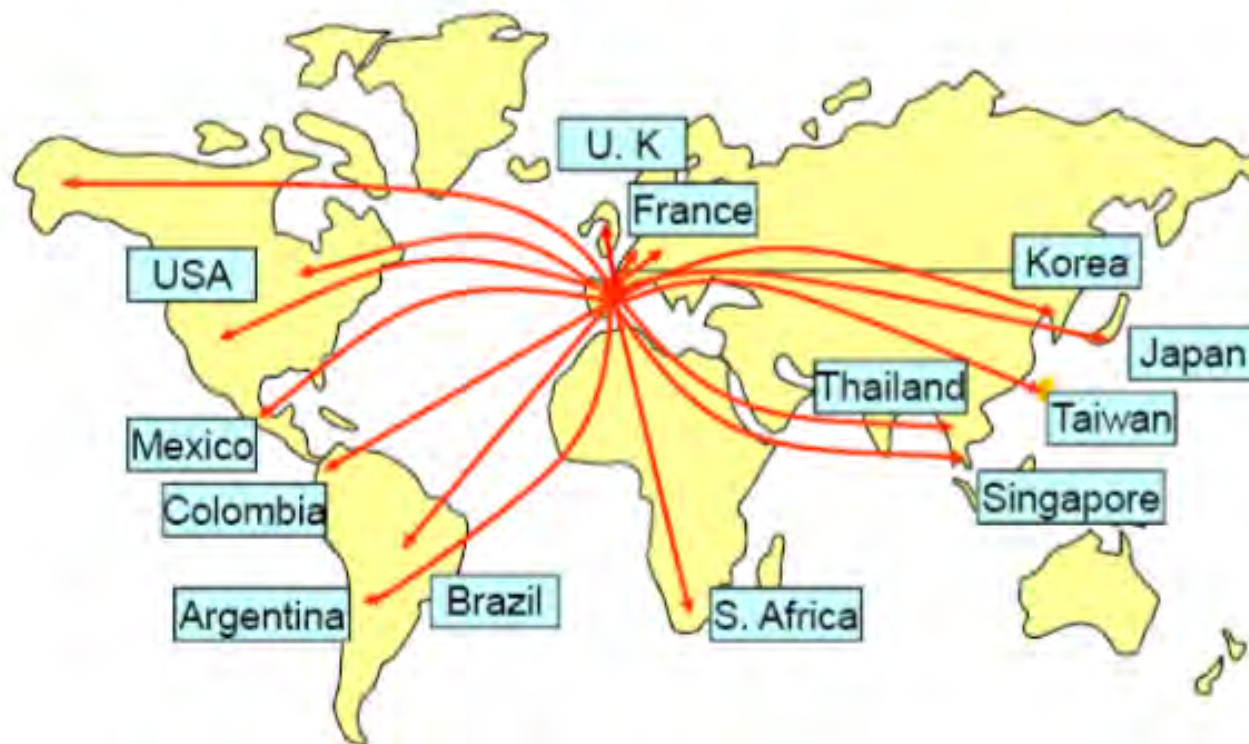 U. K
France
USA
Korea
Japan
Thailand
Taiwan
Mexico
Singapore
Colombia
Brazil
Argentina
S. Africa